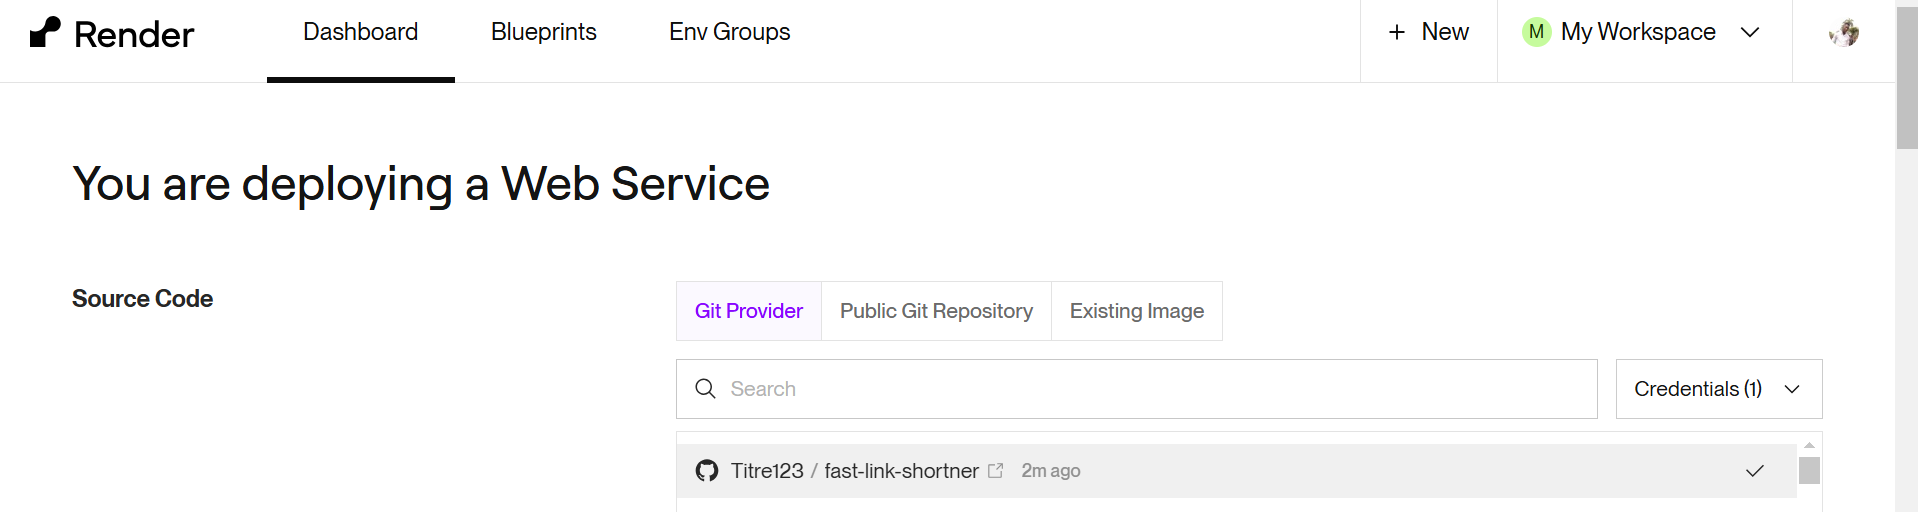 Render Dashboard Blueprints Env Groups + New M My Workspace
You are deploying a Web Service
Source Code
Git Provider Public Git Repository Existing Image
Search Credentials (1)
Titre123 / fast-link-shortner 2m ago